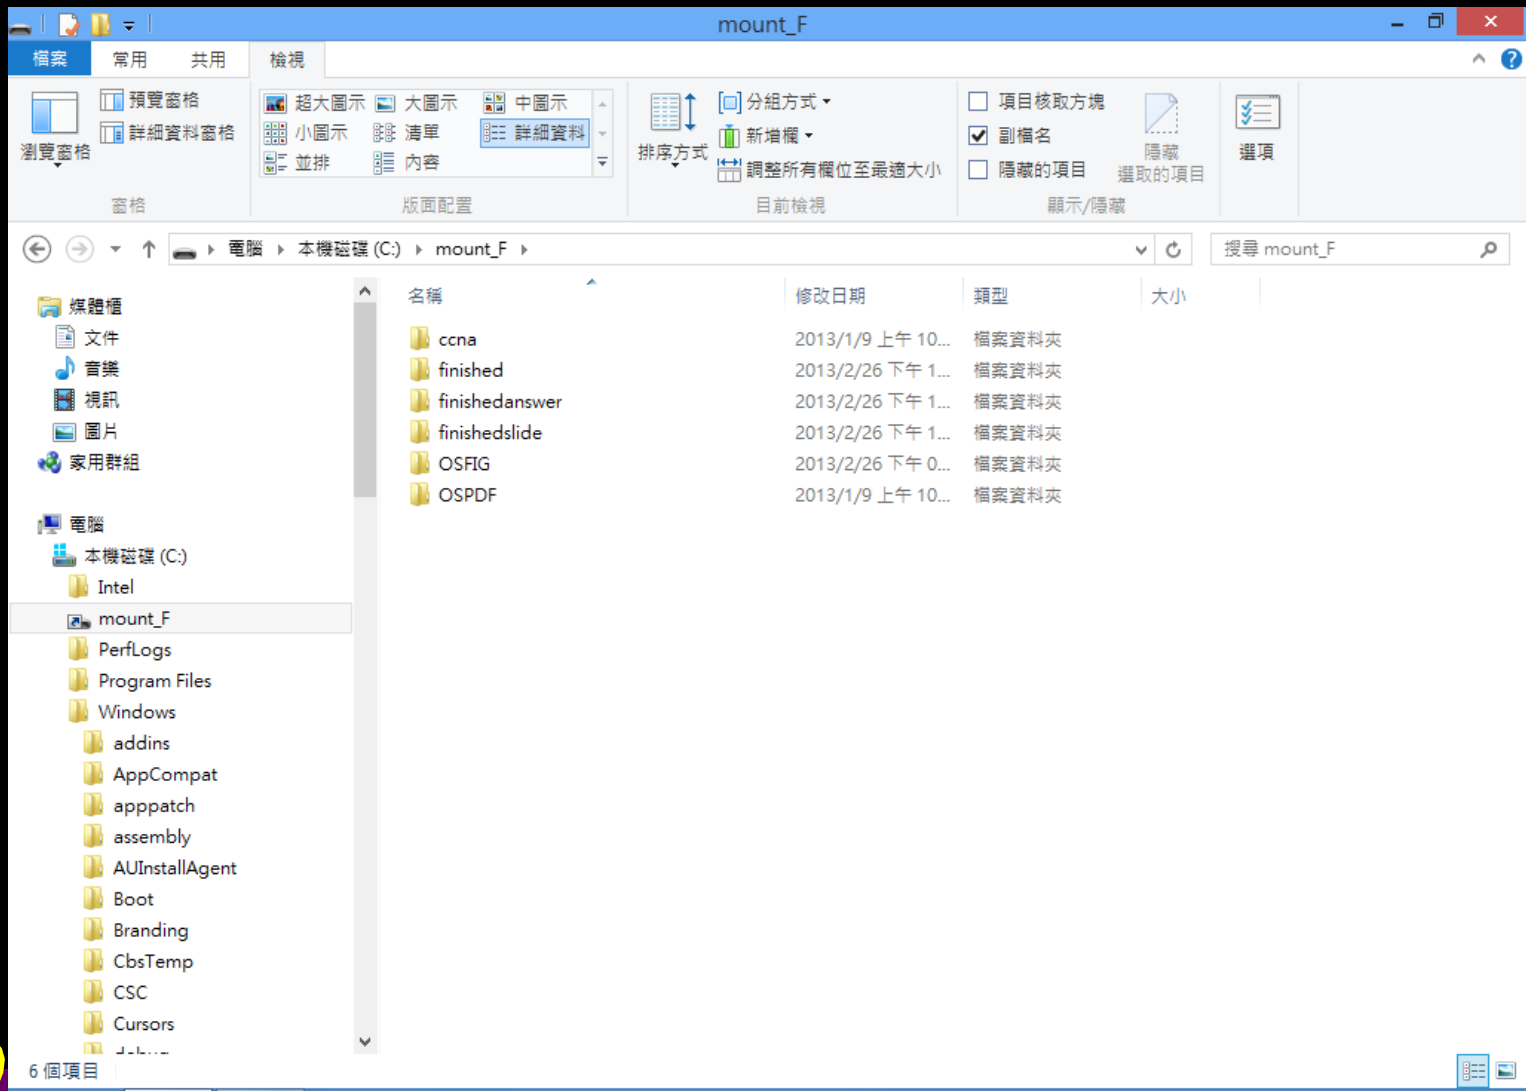 mount_F
檔案 常用 共用 檢視
預覽窗格
詳細資料窗格
瀏覽窗格
窗格
超大圖示 大圖示 中圖示
小圖示 清單 詳細資料
並排 內容
版面配置
排序方式
分組方式
新增欄
調整所有欄位至最適大小
目前檢視
項目核取方塊
副檔名
隱藏的項目
隱藏
選取的項目
顯示/隱藏
選項
電腦 本機磁碟 (C:) mount_F
搜尋 mount_F
媒體櫃
文件
音樂
視訊
圖片
家用群組
電腦
本機磁碟 (C:)
Intel
mount_F
PerfLogs
Program Files
Windows
addins
AppCompat
apppatch
assembly
AUInstallAgent
Boot
Branding
CbsTemp
CSC
Cursors
debug
名稱 修改日期 類型 大小
ccna 2013/1/9 上午 10... 檔案資料夾
finished 2013/2/26 下午 1... 檔案資料夾
finishedanswer 2013/2/26 下午 1... 檔案資料夾
finishedslide 2013/2/26 下午 1... 檔案資料夾
OSFIG 2013/2/26 下午 0... 檔案資料夾
OSPDF 2013/1/9 上午 10... 檔案資料夾
6 個項目